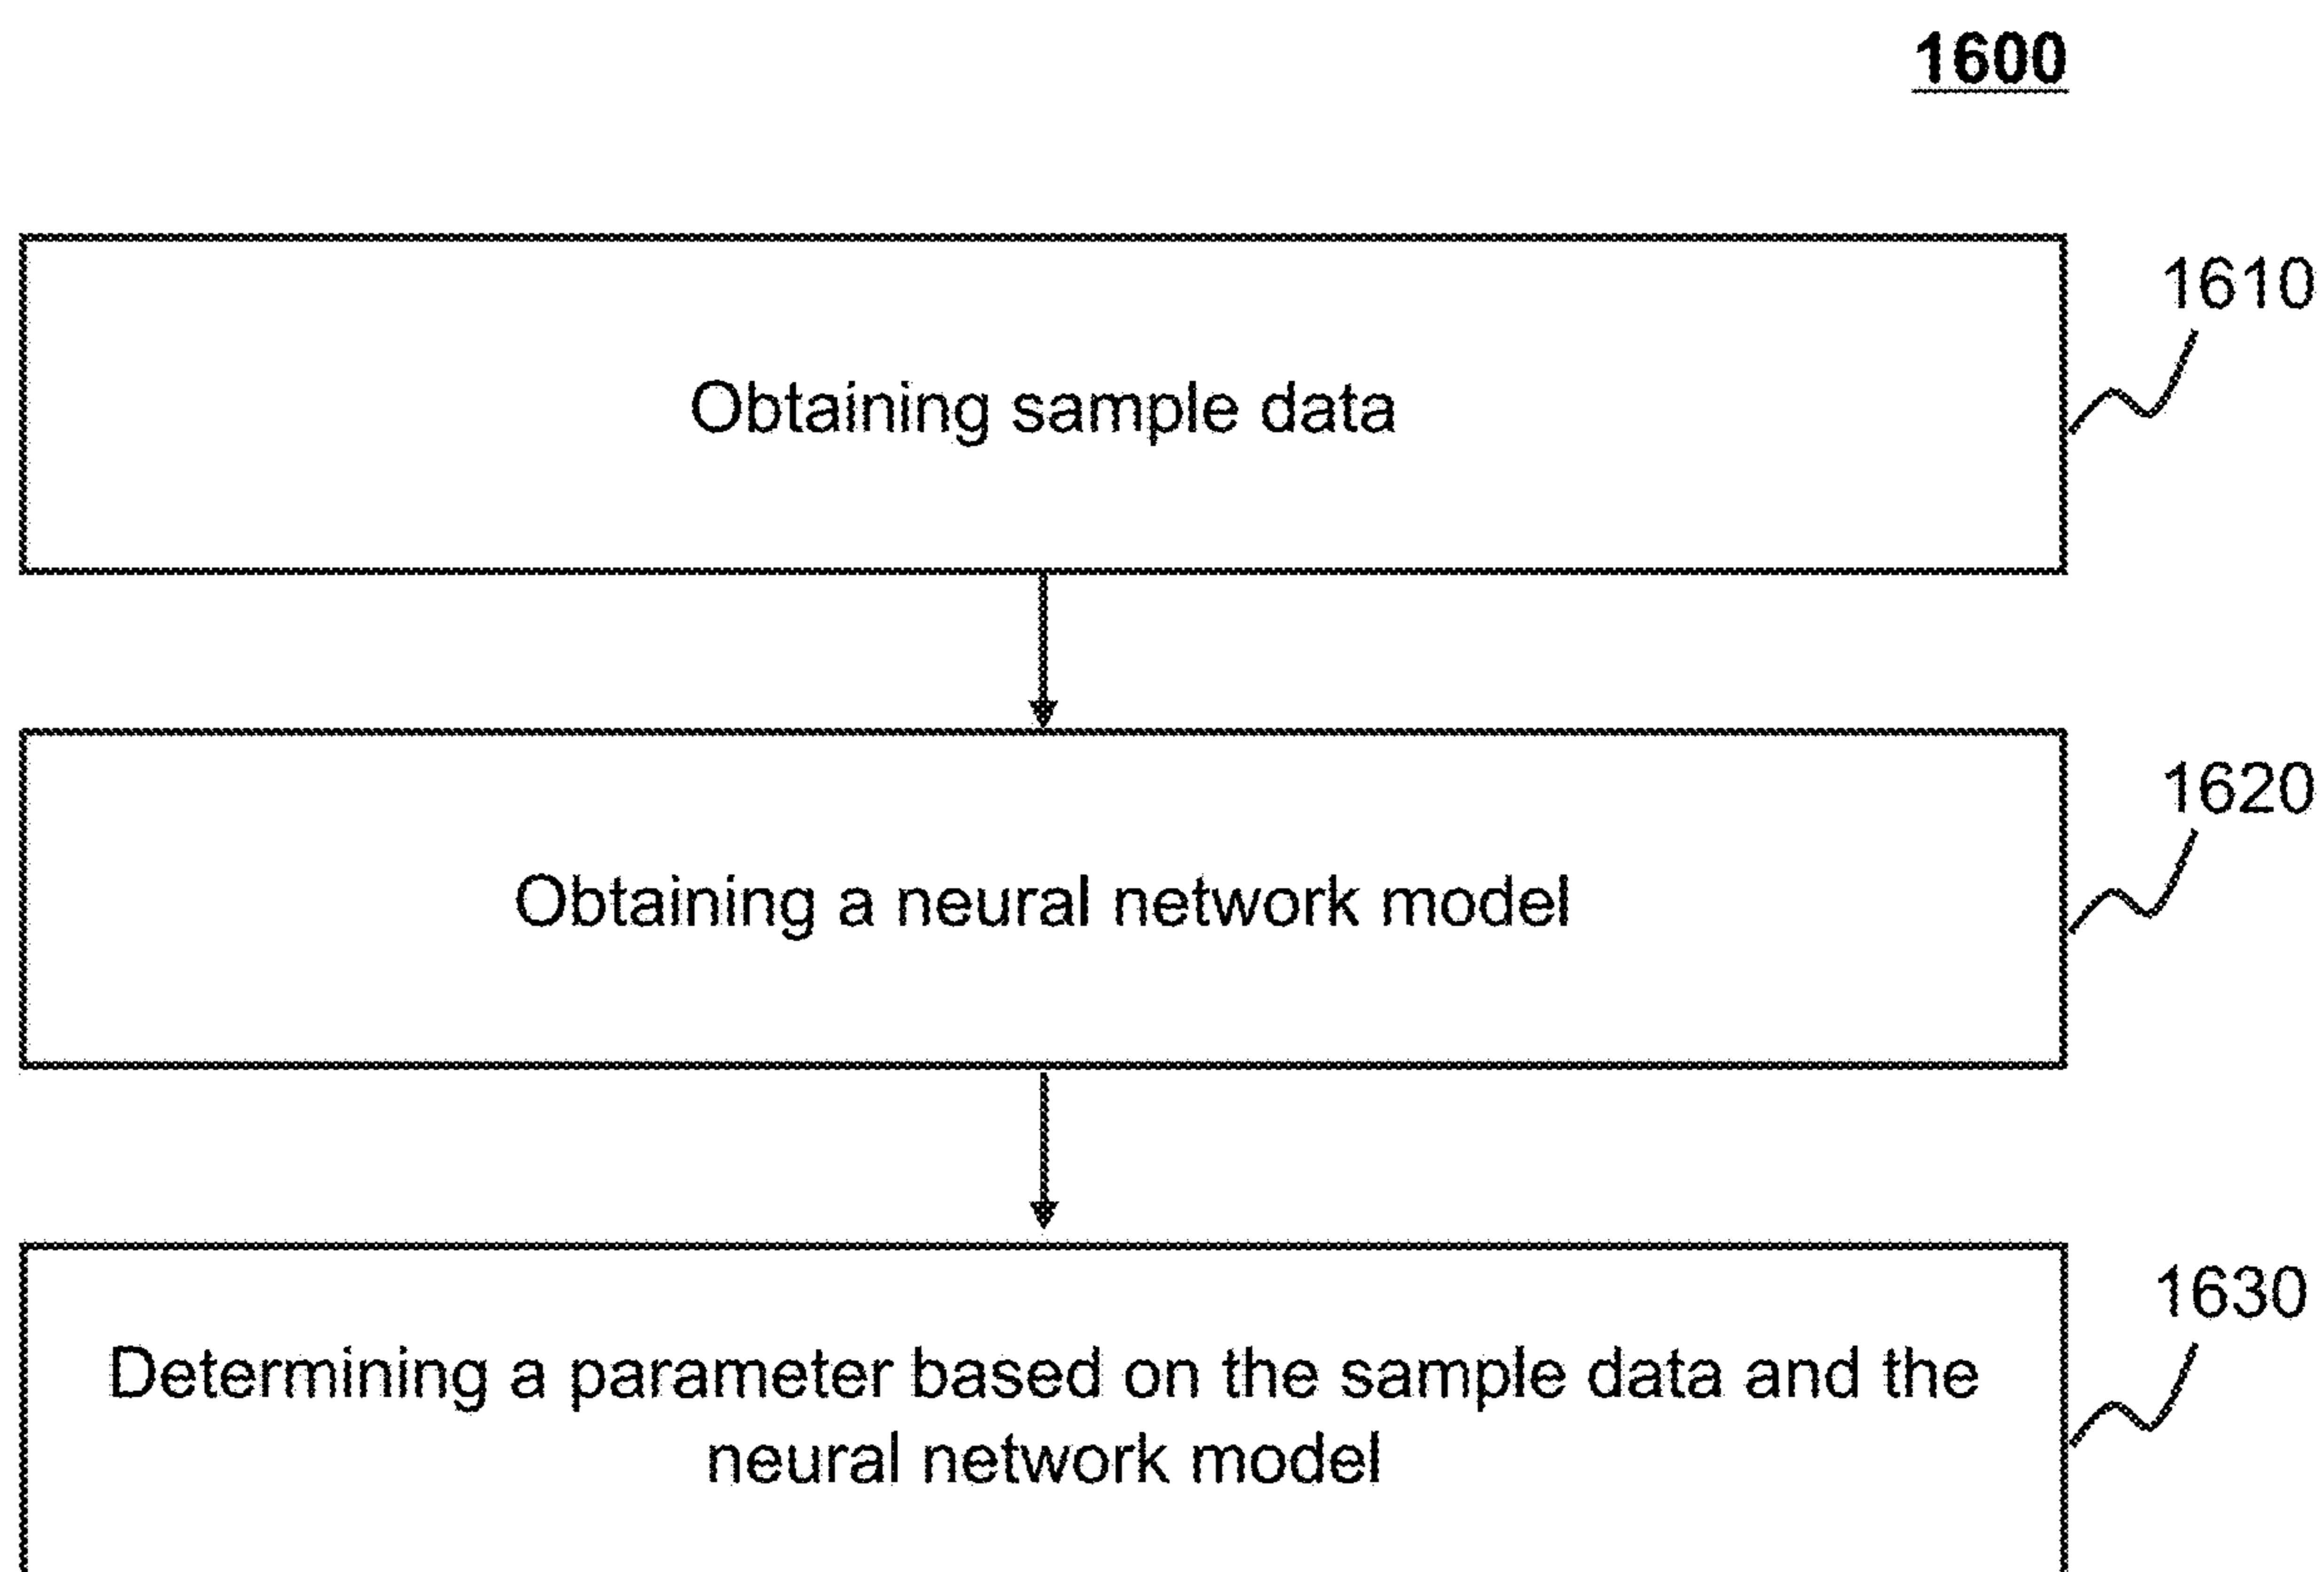 1600
1610
Obtaining sample data
1620
Obtaining a neural network model
1630
Determining a parameter based on the sample data and the
neural network model